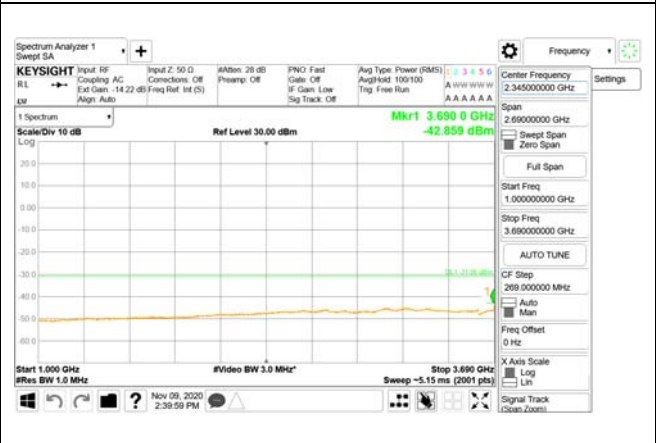 Spectrum Analyzer 1
Swept SA
Frequency
KEYSIGHT
Input: RF
Input Z: 50 Ω
#Atten: 28 dB
PNO: Fast
Avg Type: Power (RMS)
1 2 3 4 5 6
RL
Coupling: AC
Corrections: Off
Preamp: Off
Gate: Off
Avg|Hold: 100/100
A W W W W W
Ext Gain: -14.22 dB
Freq Ref: Int (S)
IF Gain: Low
Trig: Free Run
Align: Auto
Sig Track: Off
A A A A A A
1 Spectrum
Mkr1 3.690 0 GHz
Scale/Div 10 dB
Ref Level 30.00 dBm
-42.859 dBm
Log
20.0
10.0
0.00
-10.0
-20.0
-30.0
-40.0
-50.0
-60.0
1
Start 1.000 GHz
#Video BW 3.0 MHz*
Stop 3.690 GHz
#Res BW 1.0 MHz
Sweep ~5.15 ms (2001 pts)
Nov 09, 2020
2:39:59 PM
Center Frequency
2.345000000 GHz
Settings
Span
2.69000000 GHz
Swept Span
Zero Span
Full Span
Start Freq
1.000000000 GHz
Stop Freq
3.690000000 GHz
AUTO TUNE
CF Step
269.000000 MHz
Auto
Man
Freq Offset
0 Hz
X Axis Scale
Log
Lin
Signal Track
(Span Zoom)